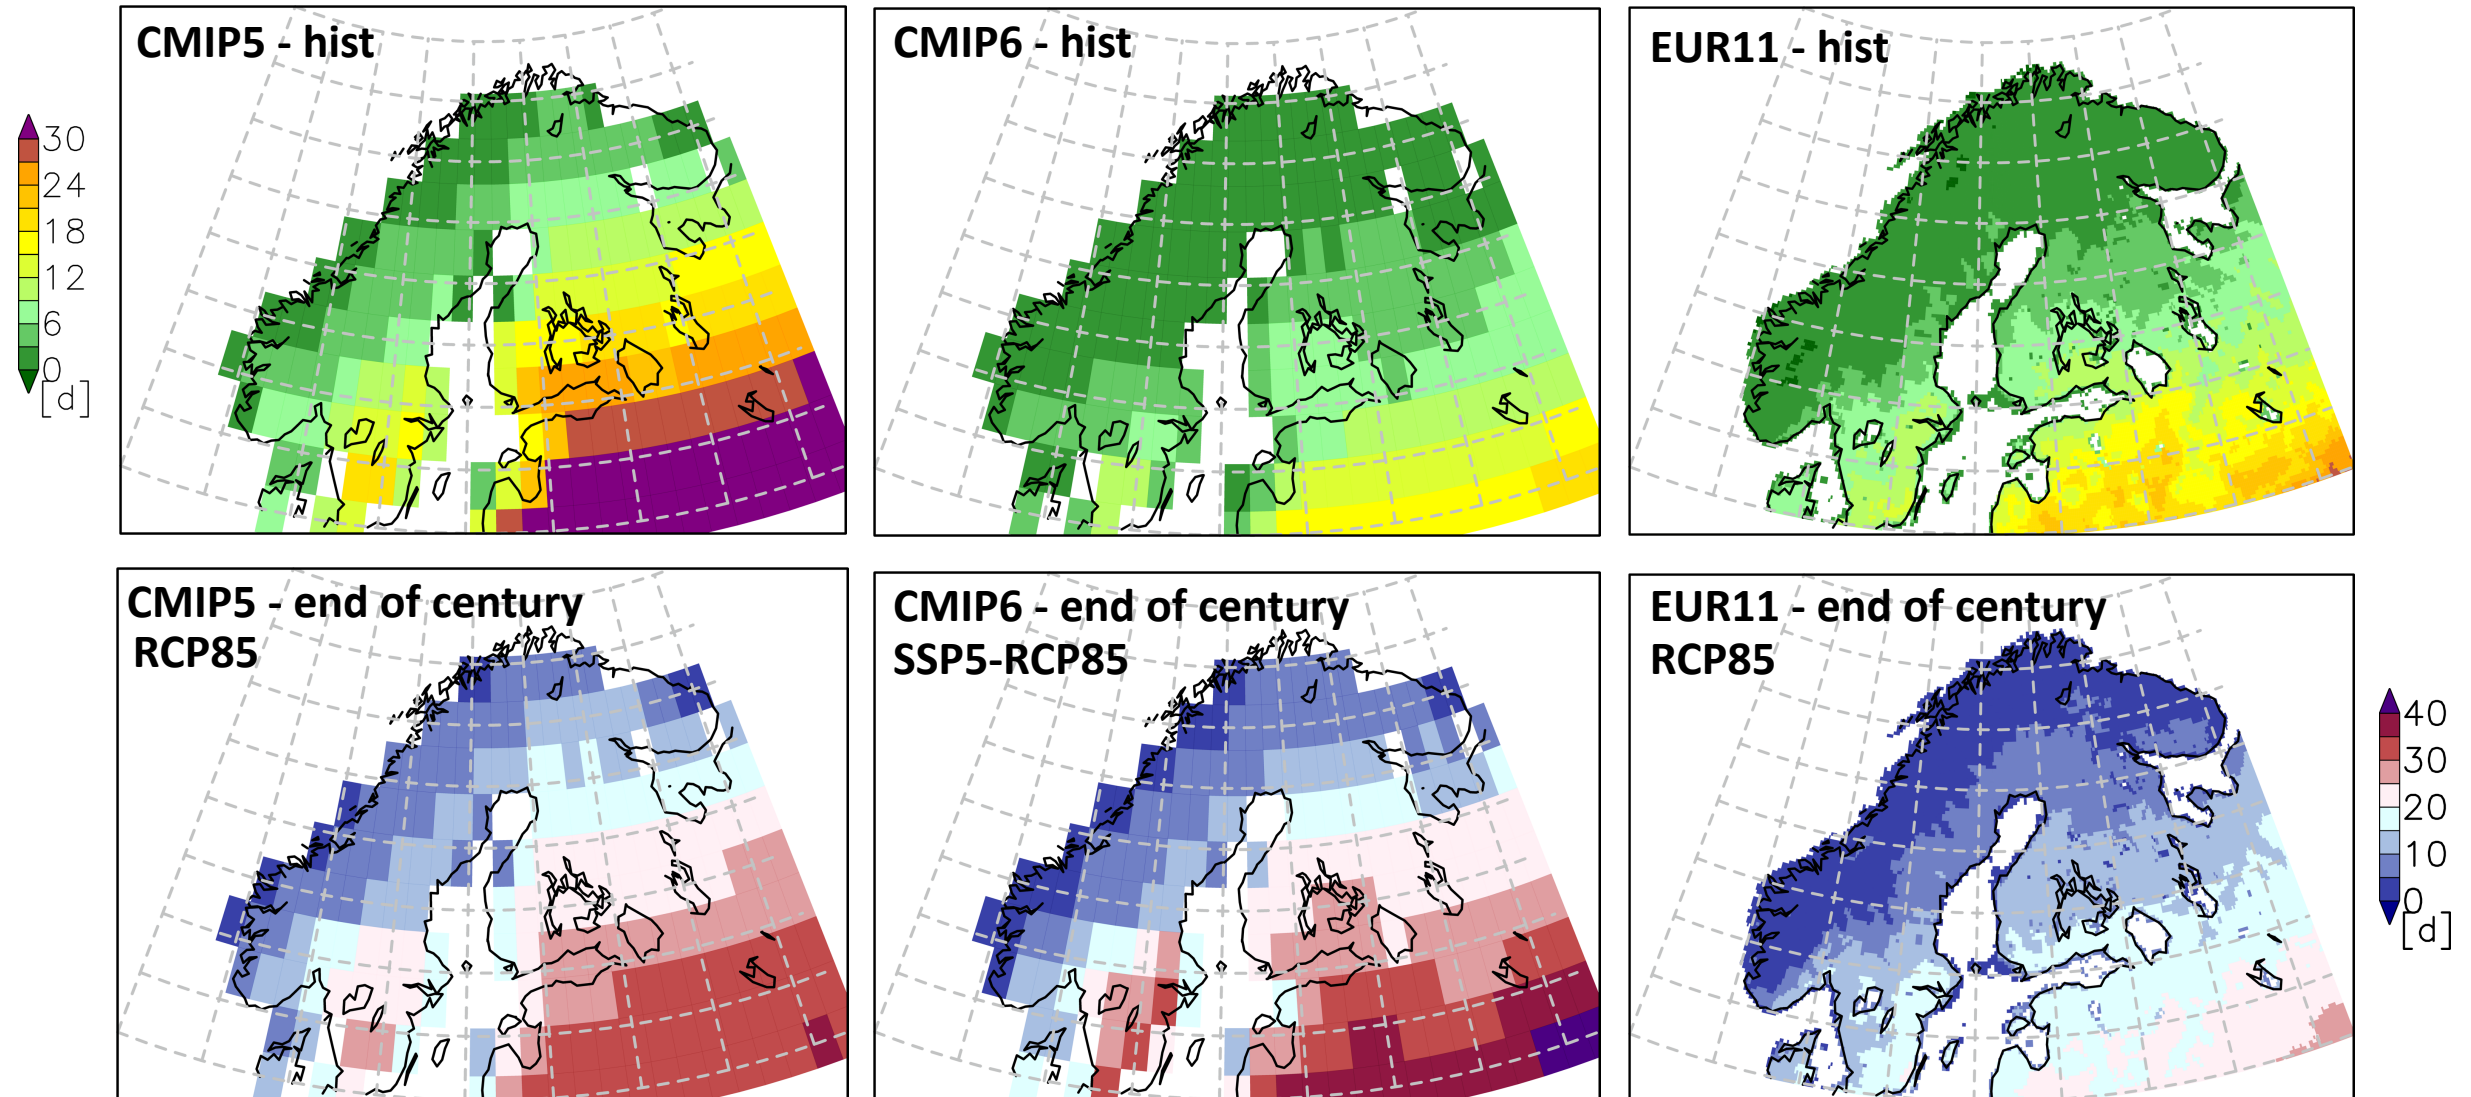 CMIP5 - hist
CMIP6 - hist
EUR11 - hist
30
24
18
12
6
0
[d]
CMIP5 - end of century
RCP85
CMIP6 - end of century
SSP5-RCP85
EUR11 - end of century
RCP85
40
30
20
10
0
[d]